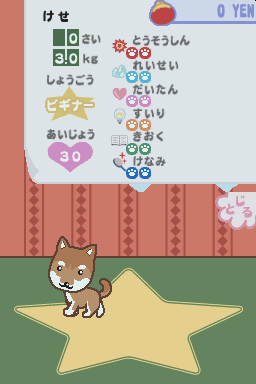 0 YEN
けせ
0さい
3.0kg
しょうごう
ビギナー
あいじょう
30
とうそうしん
れいせい
だいたん
すいり
きおく
けなみ
とじる